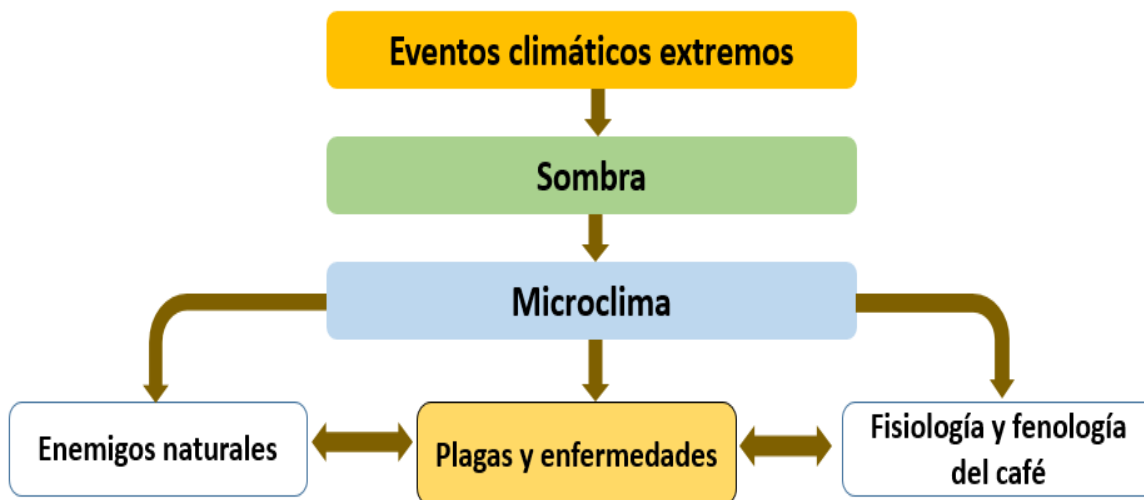 Eventos climáticos extremos
Sombra
Microclima
Enemigos naturales
Plagas y enfermedades
Fisiología y fenología
del café